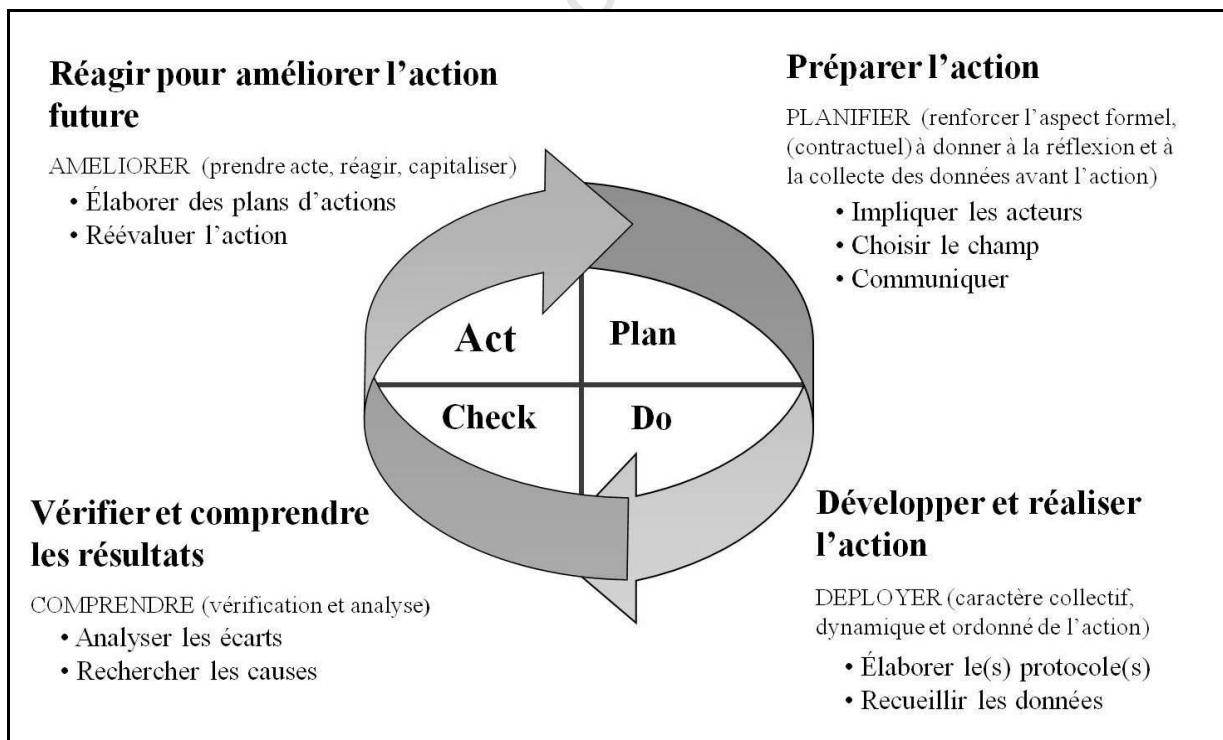 Réagir pour améliorer l'action
future
AMELIORER (prendre acte, réagir, capitaliser)
• Élaborer des plans d'actions
• Réévaluer l'action
Préparer l'action
PLANIFIER (renforcer l'aspect formel,
(contractuel) à donner à la réflexion et à
la collecte des données avant l'action)
• Impliquer les acteurs
• Choisir le champ
• Communiquer
Act
Plan
Check
Do
Vérifier et comprendre
les résultats
COMPRENDRE (vérification et analyse)
• Analyser les écarts
• Rechercher les causes
Développer et réaliser
l'action
DEPLOYER (caractère collectif,
dynamique et ordonné de l'action)
• Élaborer le(s) protocole(s)
• Recueillir les données